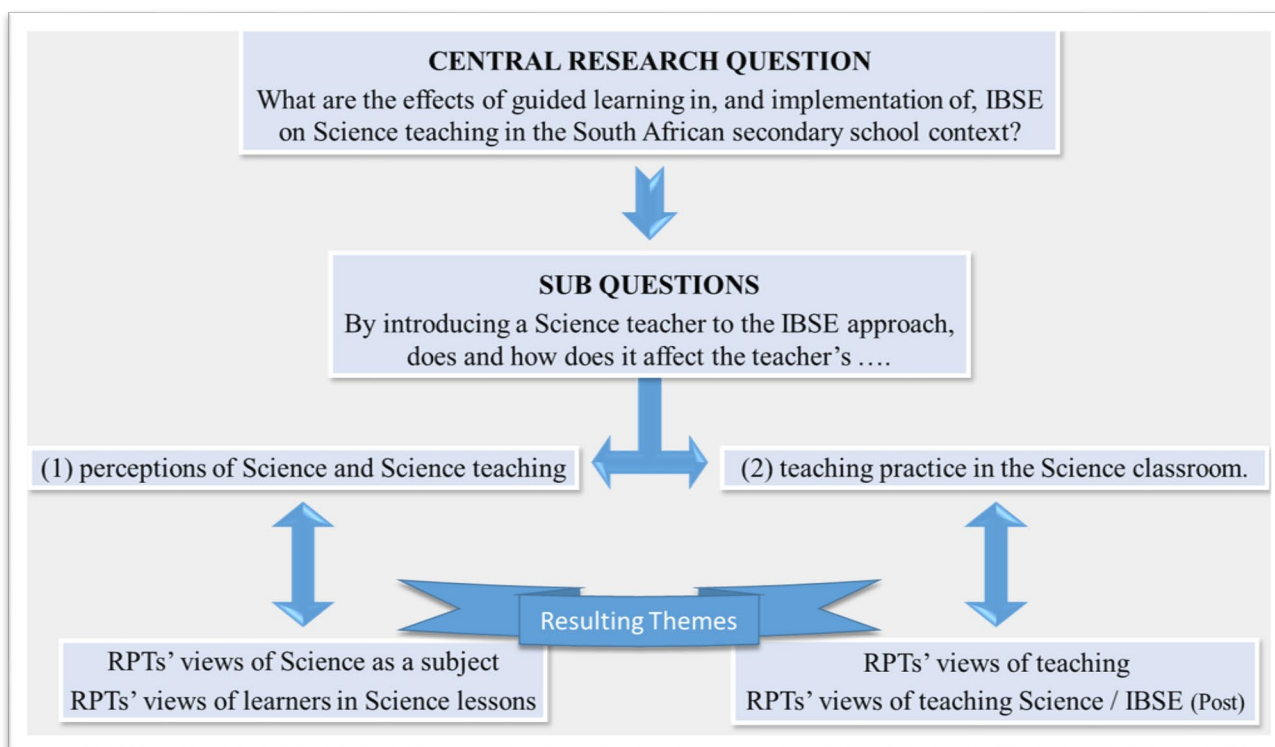 CENTRAL RESEARCH QUESTION
What are the effects of guided learning in, and implementation of, IBSE
on Science teaching in the South African secondary school context?
SUB QUESTIONS
By introducing a Science teacher to the IBSE approach,
does and how does it affect the teacher’s ….
(1) perceptions of Science and Science teaching
(2) teaching practice in the Science classroom.
Resulting Themes
RPTs’ views of Science as a subject
RPTs’ views of learners in Science lessons
RPTs’ views of teaching
RPTs’ views of teaching Science / IBSE (Post)